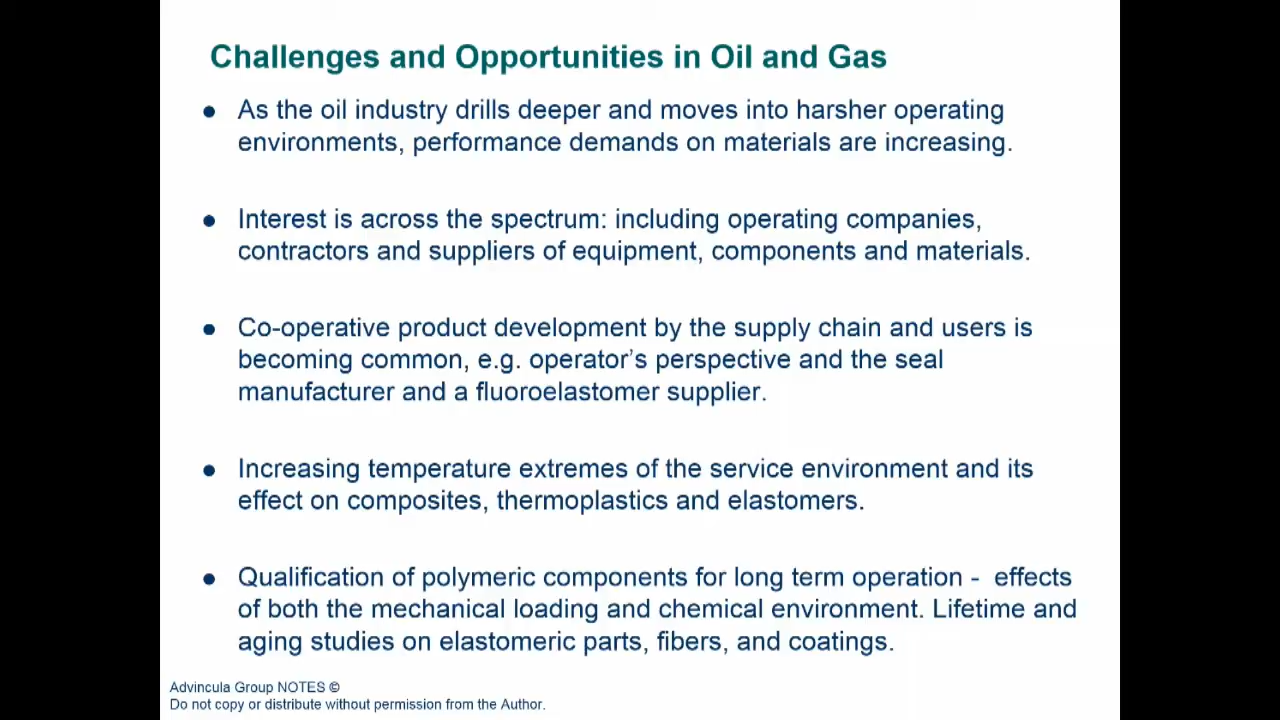 Challenges and Opportunities in Oil and Gas
● As the oil industry drills deeper and moves into harsher operating
environments, performance demands on materials are increasing.
● Interest is across the spectrum: including operating companies,
contractors and suppliers of equipment, components and materials.
● Co-operative product development by the supply chain and users is
becoming common, e.g. operator’s perspective and the seal
manufacturer and a fluoroelastomer supplier.
● Increasing temperature extremes of the service environment and its
effect on composites, thermoplastics and elastomers.
● Qualification of polymeric components for long term operation -  effects
of both the mechanical loading and chemical environment. Lifetime and
aging studies on elastomeric parts, fibers, and coatings.
Advincula Group NOTES ©
Do not copy or distribute without permission from the Author.